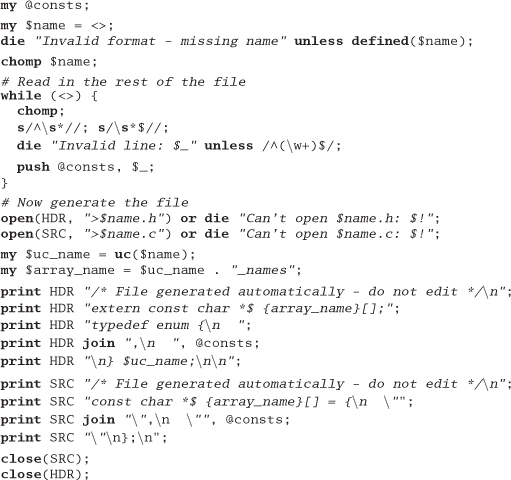 my @consts;
my $name = <>;
die "Invalid format - missing name" unless defined($name);
chomp $name;
# Read in the rest of the file
while (<>) {
  chomp;
  s/^\s*//; s/\s*$//;
  die "Invalid line: $_" unless /^(\w+)$/;
  push @consts, $_;
}
# Now generate the file
open(HDR, ">$name.h") or die "Can't open $name.h: $!";
open(SRC, ">$name.c") or die "Can't open $name.c: $!";
my $uc_name = uc($name);
my $array_name = $uc_name . "_names";
print HDR "/* File generated automatically - do not edit */\n";
print HDR "extern const char *$ {array_name}[];";
print HDR "typedef enum {\n  ";
print HDR join ",\n  ", @consts;
print HDR "\n} $uc_name;\n\n";
print SRC "/* File generated automatically - do not edit */\n";
print SRC "const char *$ {array_name}[] = {\n  \"";
print SRC join "\",\n  \"", @consts;
print SRC "\"\n};\n";
close(SRC);
close(HDR);